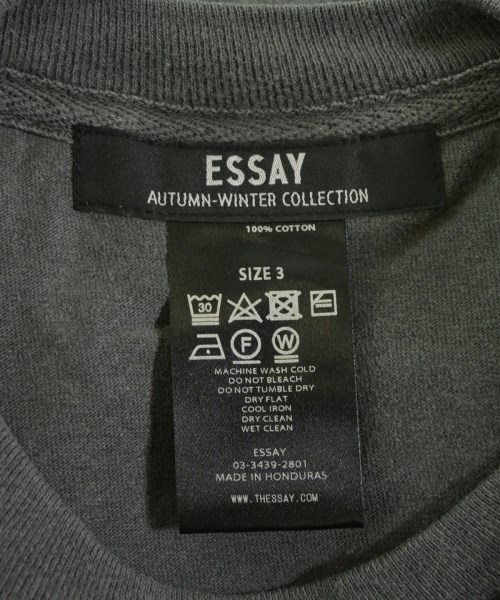 ESSAY
AUTUMN-WINTER COLLECTION
100% COTTON
SIZE 3
30
F W
MACHINE WASH COLD
DO NOT BLEACH
DO NOT TUMBLE DRY
DRY FLAT
COOL IRON
DRY CLEAN
WET CLEAN
ESSAY
03-3439-2801
MADE IN HONDURAS
WWW.THESSAY.COM